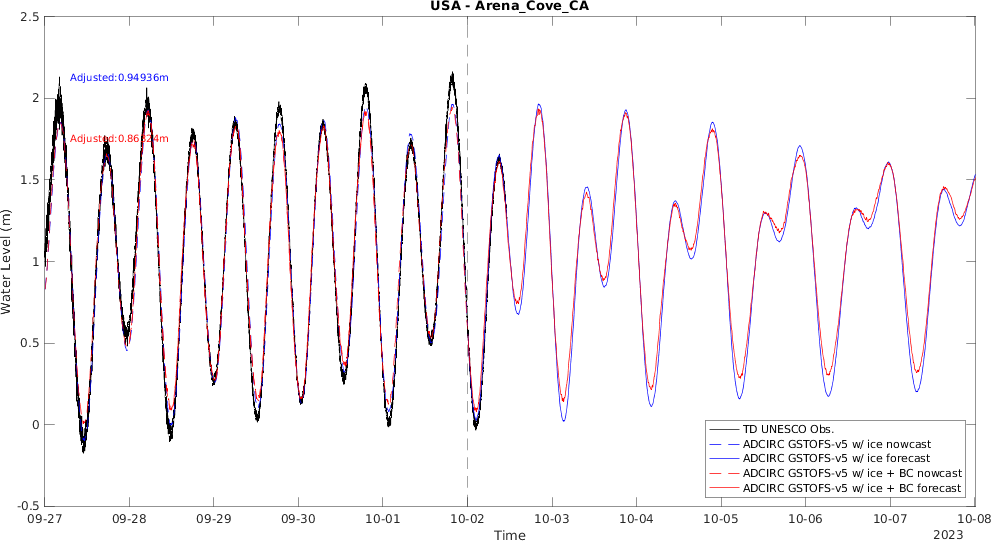 USA - Arena_Cove_CA
2.5
2
1.5
1
0.5
0
-0.5
Water Level (m)
Adjusted:0.94936m
09-27
09-28
09-29
09-30
10-01
10-02
10-03
10-04
10-05
10-06
10-07
10-08
Time
2023
TD UNESCO Obs.
ADCIRC GSTOFS-v5 w/ ice nowcast
ADCIRC GSTOFS-v5 w/ ice forecast
ADCIRC GSTOFS-v5 w/ ice + BC nowcast
ADCIRC GSTOFS-v5 w/ ice + BC forecast